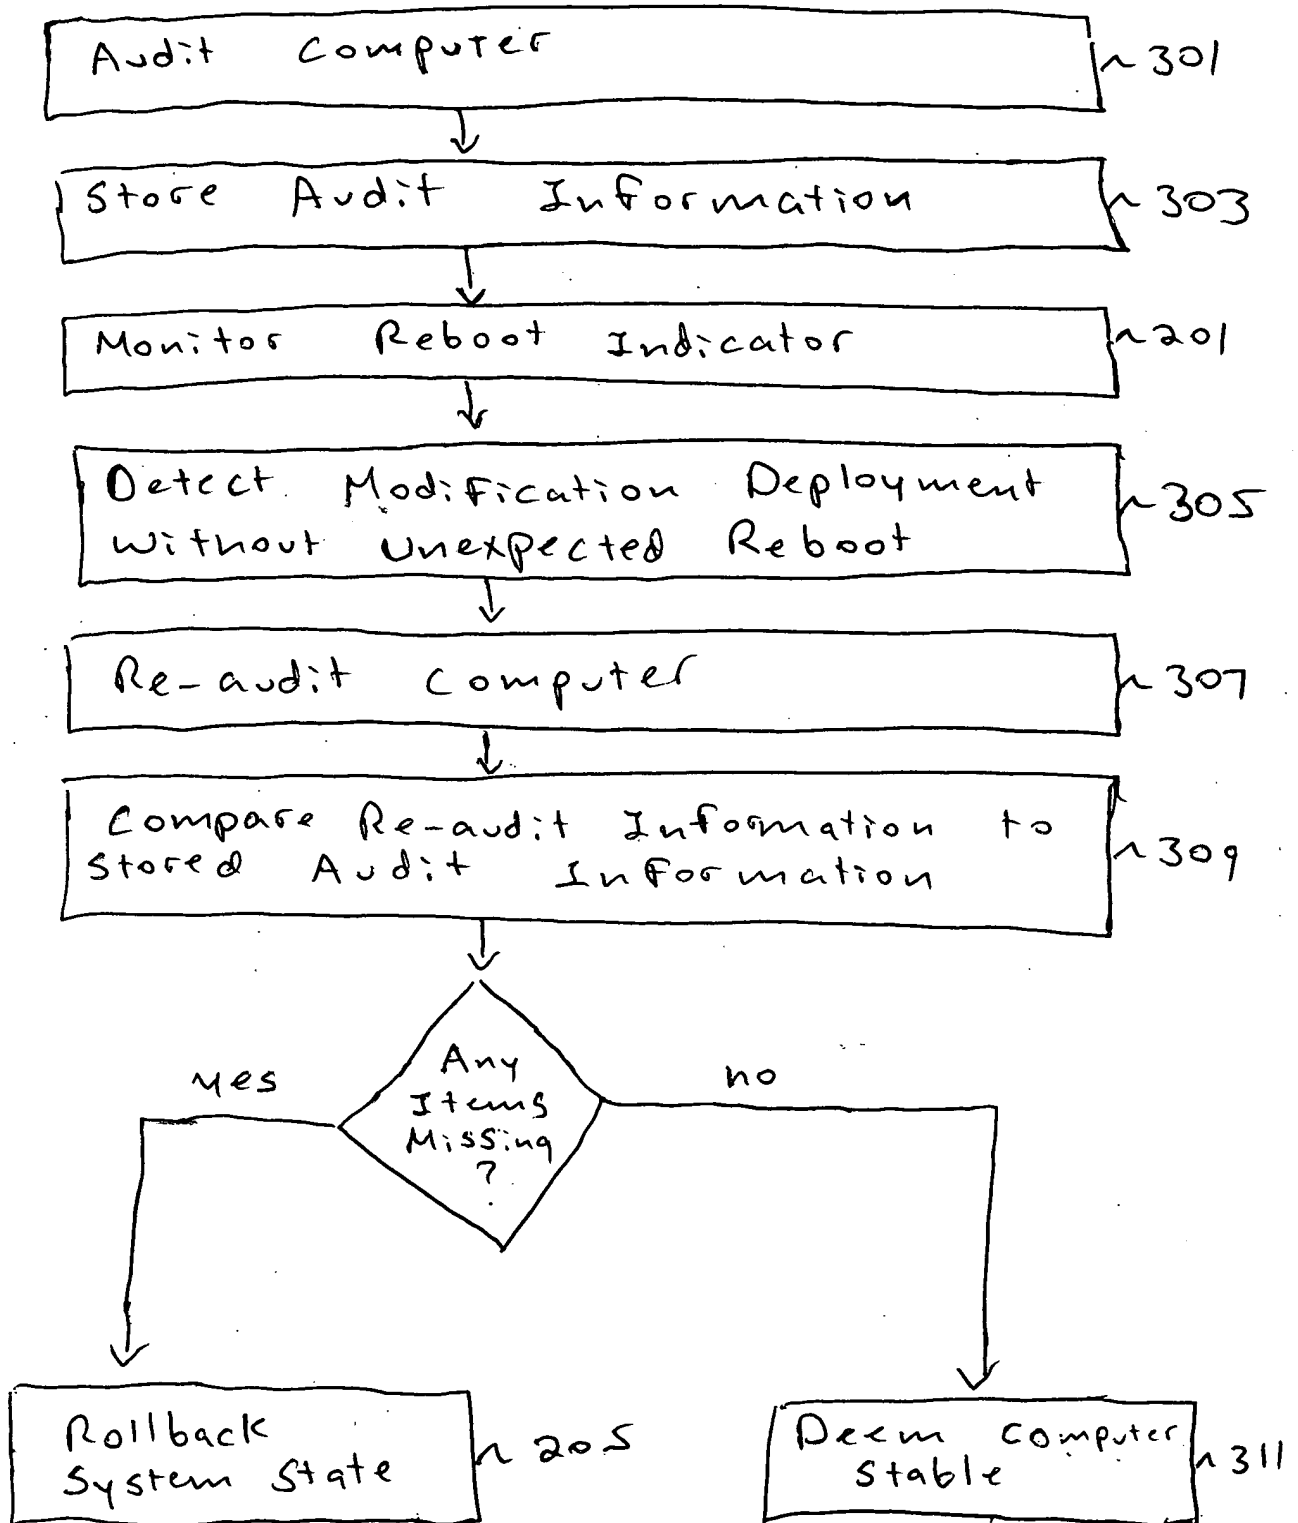 Audit Computer
301
Store Audit Information
303
Monitor Reboot Indicator
201
Detect Modification Deployment
305
without unexpected Reboot
Re-audit Computer
307
Compare Re-audit Information to
Stored Audit Information
309
Any
Items
Missing
?
yes
no
Rollback
System State
205
Deem Computer
Stable
311